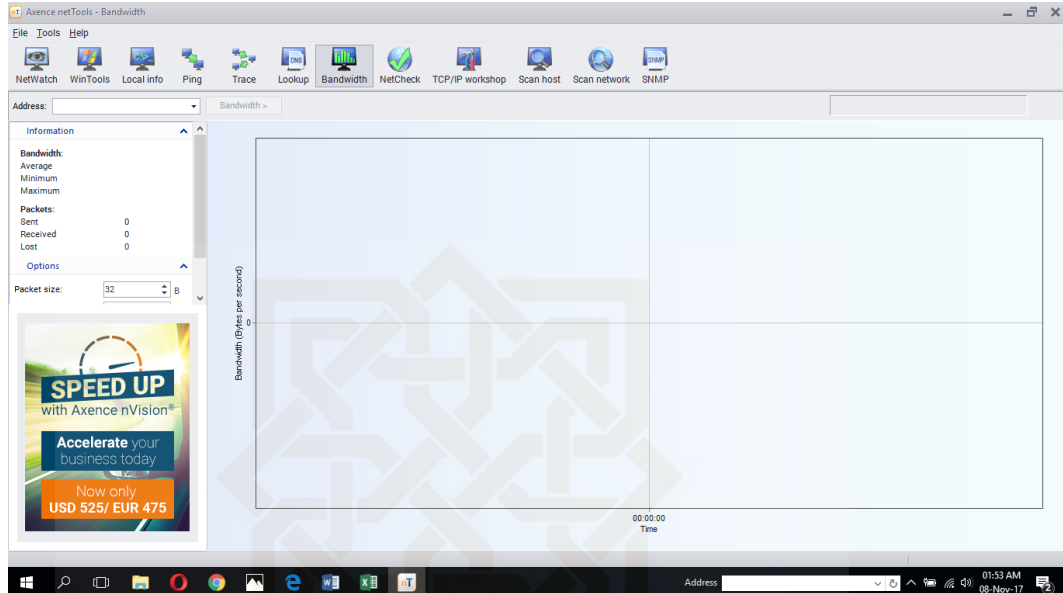 nT Axence netTools - Bandwidth
File Tools Help
NetWatch WinTools Local info Ping Trace Lookup Bandwidth NetCheck TCP/IP workshop Scan host Scan network SNMP
Address: Bandwidth >
Information
Bandwidth:
Average
Minimum
Maximum
Packets:
Sent 0
Received 0
Lost 0
Options
Packet size: 32 B
SPEED UP
with Axence nVision®
Accelerate your
business today
Now only
USD 525/ EUR 475
Bandwidth (Bytes per second)
0
00:00:00
Time
nT
Address
01:53 AM
08-Nov-17
2